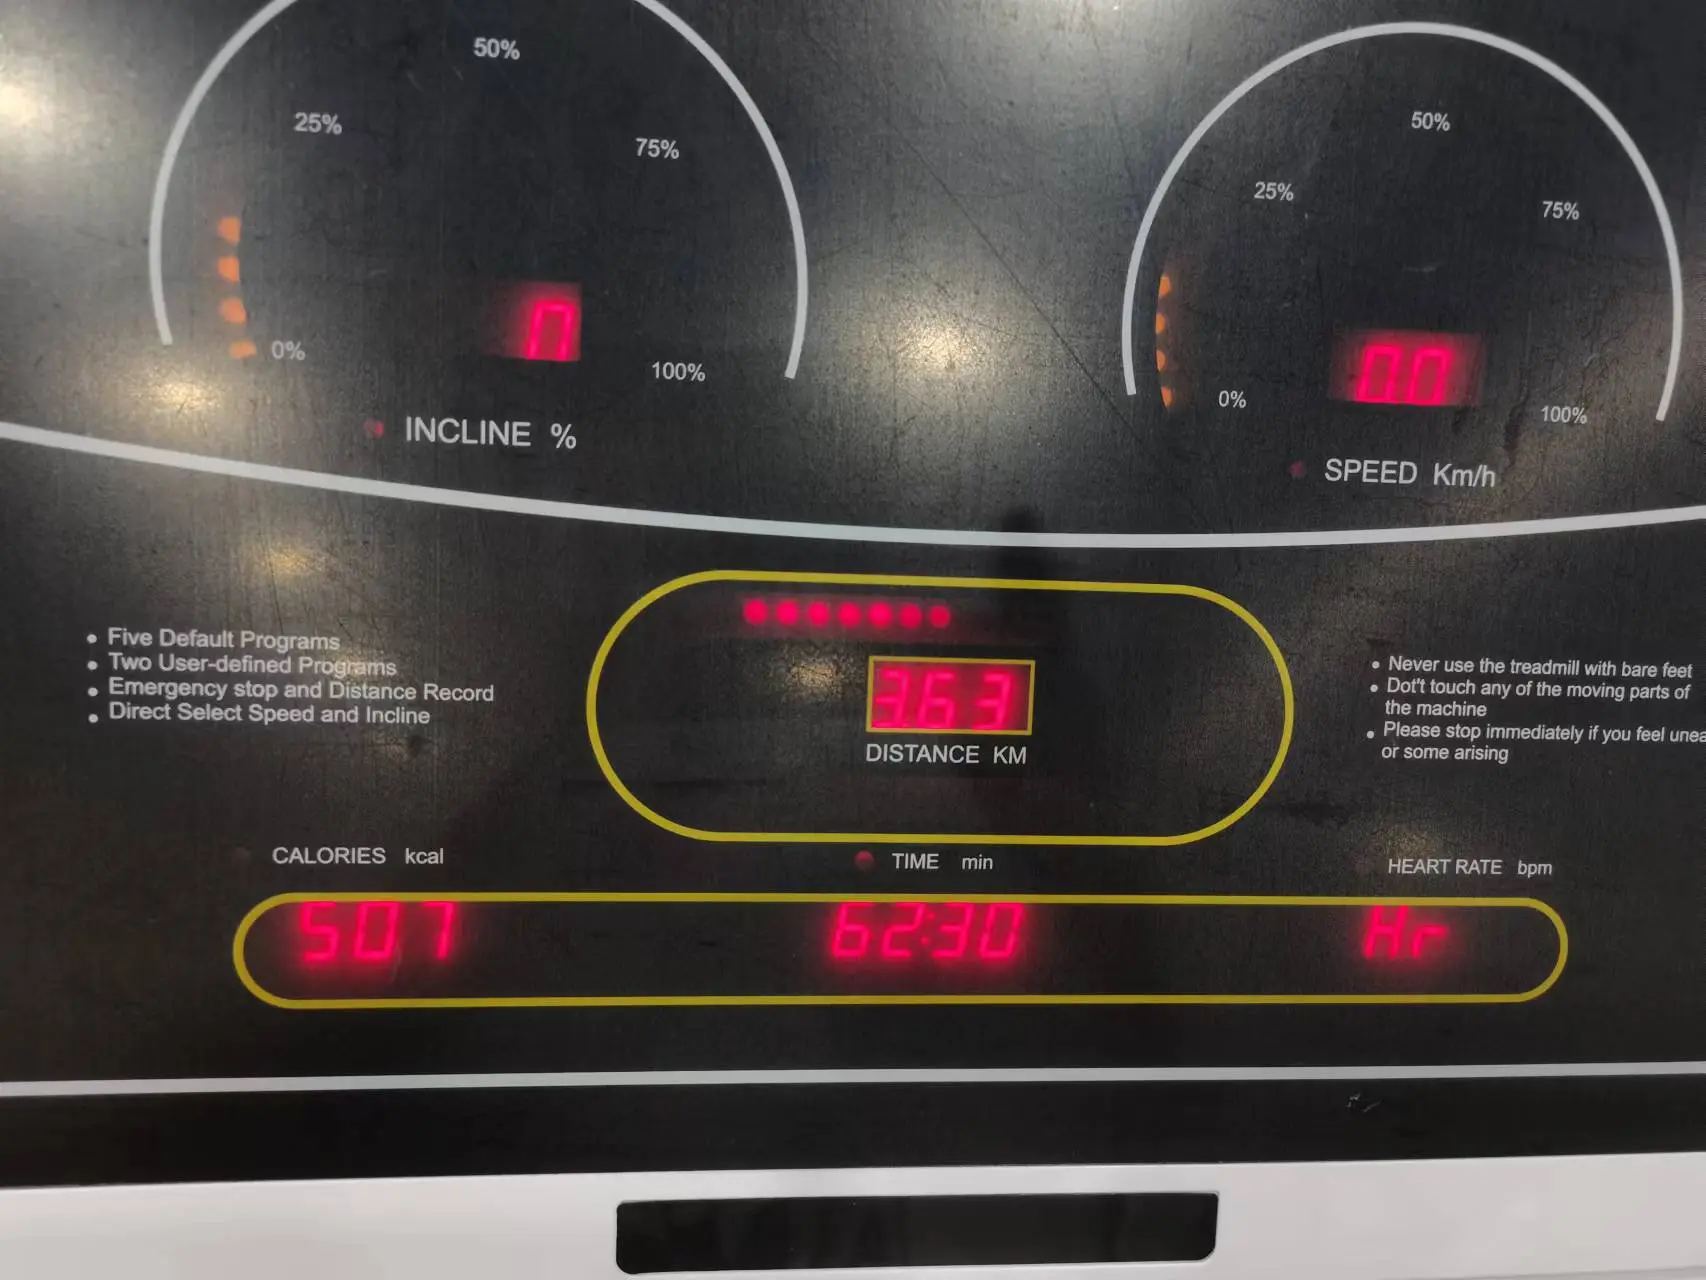 50%
25%
75%
0%
100%
INCLINE %
50%
25%
75%
0.0
0%
100%
SPEED Km/h
Five Default Programs
Two User-defined Programs
Emergency stop and Distance Record
Direct Select Speed and Incline
3.63
DISTANCE KM
Never use the treadmill with bare feet
Dot't touch any of the moving parts of
the machine
Please stop immediately if you feel
or some arising
CALORIES kcal
TIME min
HEART RATE bpm
507
62:30
Hr